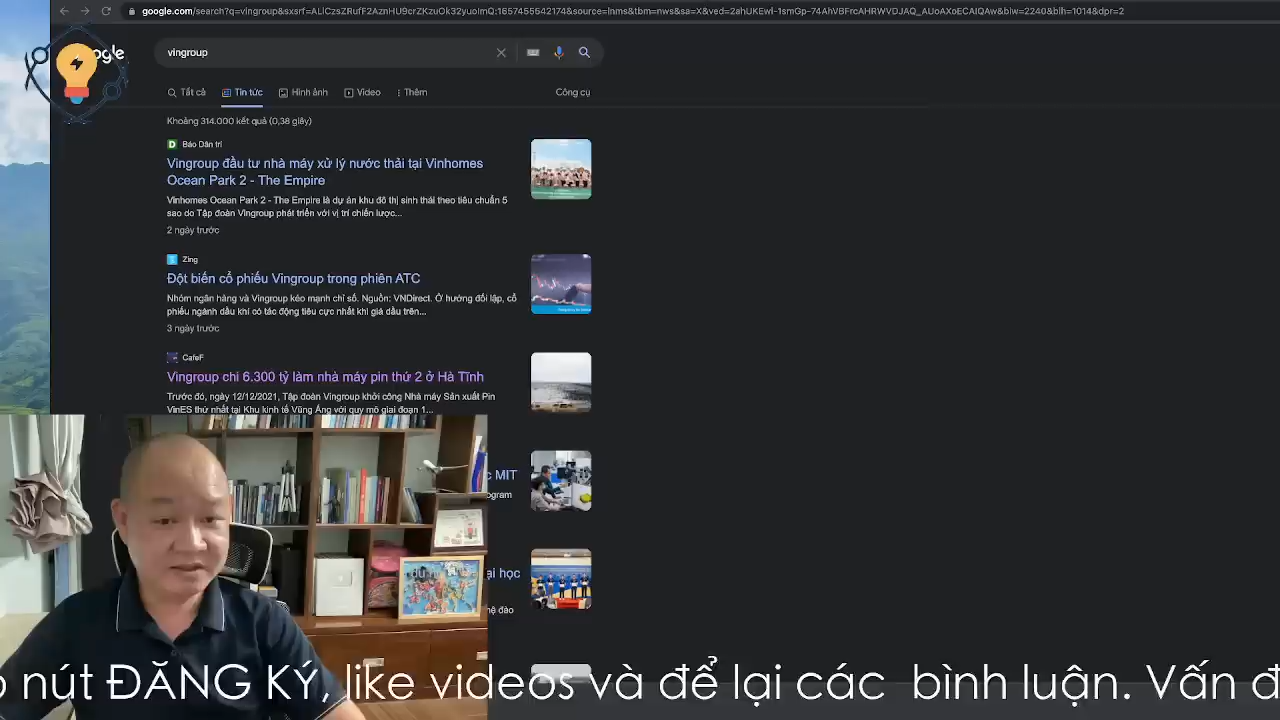 google.com/search?q=vingroup&sxsrf=ALiCzsZRufF2AznHU9crZKzuOk32yuoImQ:1657455542174&source=lnms&tbm=nws&sa=X&ved=2ahUKEwi-1smGp-74AhVBFrcAHRWVDJAQ_AUoAXoECAIQAw&biw=2240&bih=1014&dpr=2
vingroup
Tất cả Tin tức Hình ảnh Video Thêm Công cụ
Khoảng 314.000 kết quả (0,38 giây)
Báo Dân trí
Vingroup đầu tư nhà máy xử lý nước thải tại Vinhomes
Ocean Park 2 - The Empire
Vinhomes Ocean Park 2 - The Empire là dự án khu đô thị sinh thái theo tiêu chuẩn 5
sao do Tập đoàn Vingroup phát triển với vị trí chiến lược...
2 ngày trước
Zing
Đột biến cổ phiếu Vingroup trong phiên ATC
Nhóm ngân hàng và Vingroup kéo mạnh chỉ số. Nguồn: VNDirect. Ở hướng đối lập, cổ
phiếu ngành dầu khí có tác động tiêu cực nhất khi giá dầu trên...
3 ngày trước
CafeF
Vingroup chi 6.300 tỷ làm nhà máy pin thứ 2 ở Hà Tĩnh
Trước đó, ngày 12/12/2021, Tập đoàn Vingroup khởi công Nhà máy Sản xuất Pin
VinES thứ nhất tại Khu kinh tế Vũng Áng với quy mô giai đoạn 1...
MIT
ogram
ại học
hệ đào
nút ĐĂNG KÝ, like videos và để lại các bình luận. Vấn đ